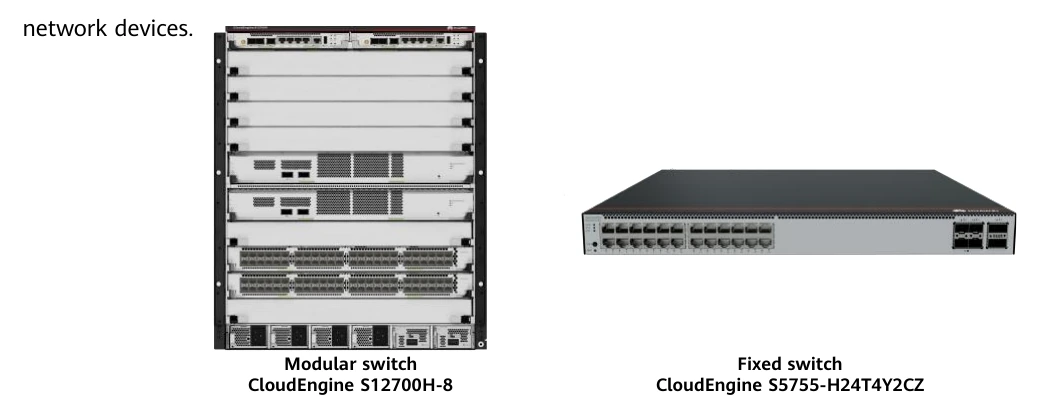 network devices.
Modular switch
CloudEngine S12700H-8
Fixed switch
CloudEngine S5755-H24T4Y2CZ